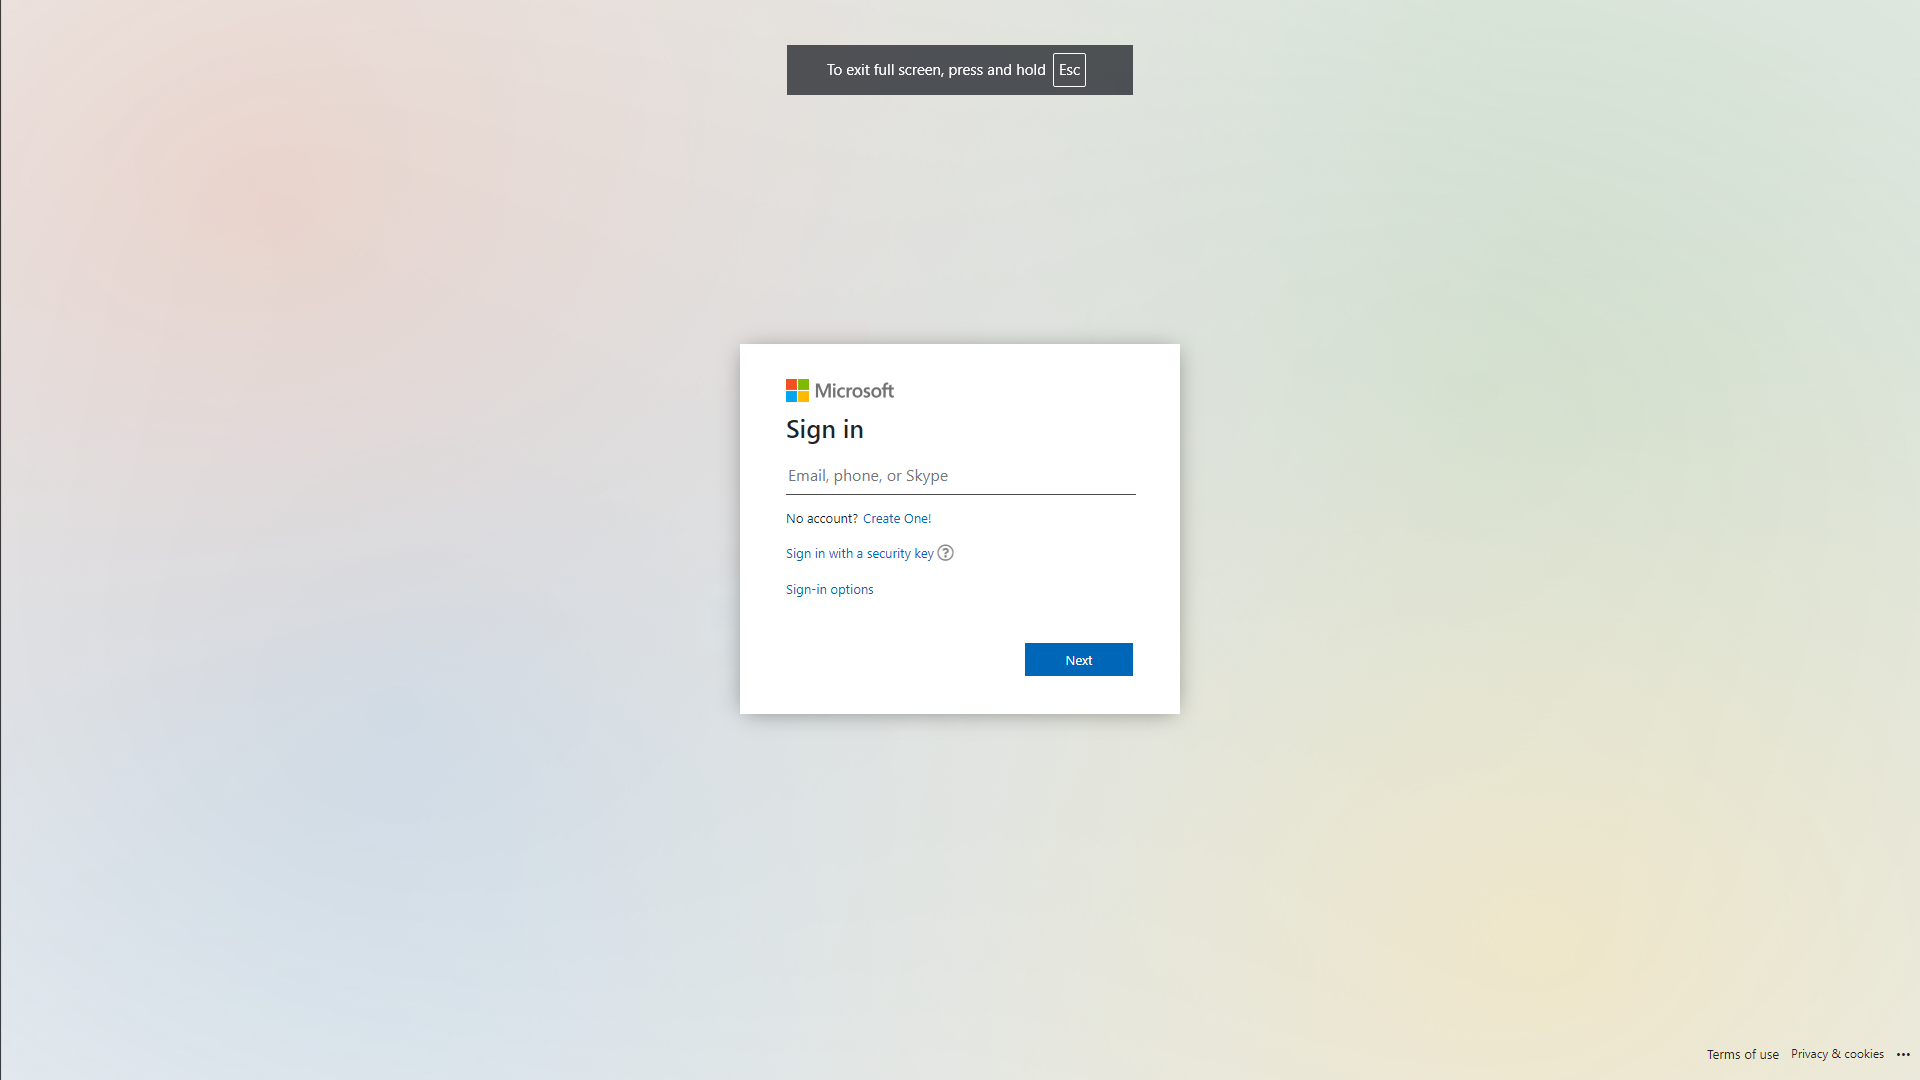 To exit full screen, press and hold Esc
Microsoft
Sign in
Email, phone, or Skype
No account? Create One!
Sign in with a security key ?
Sign-in options
Next
Terms of use Privacy & cookies ...